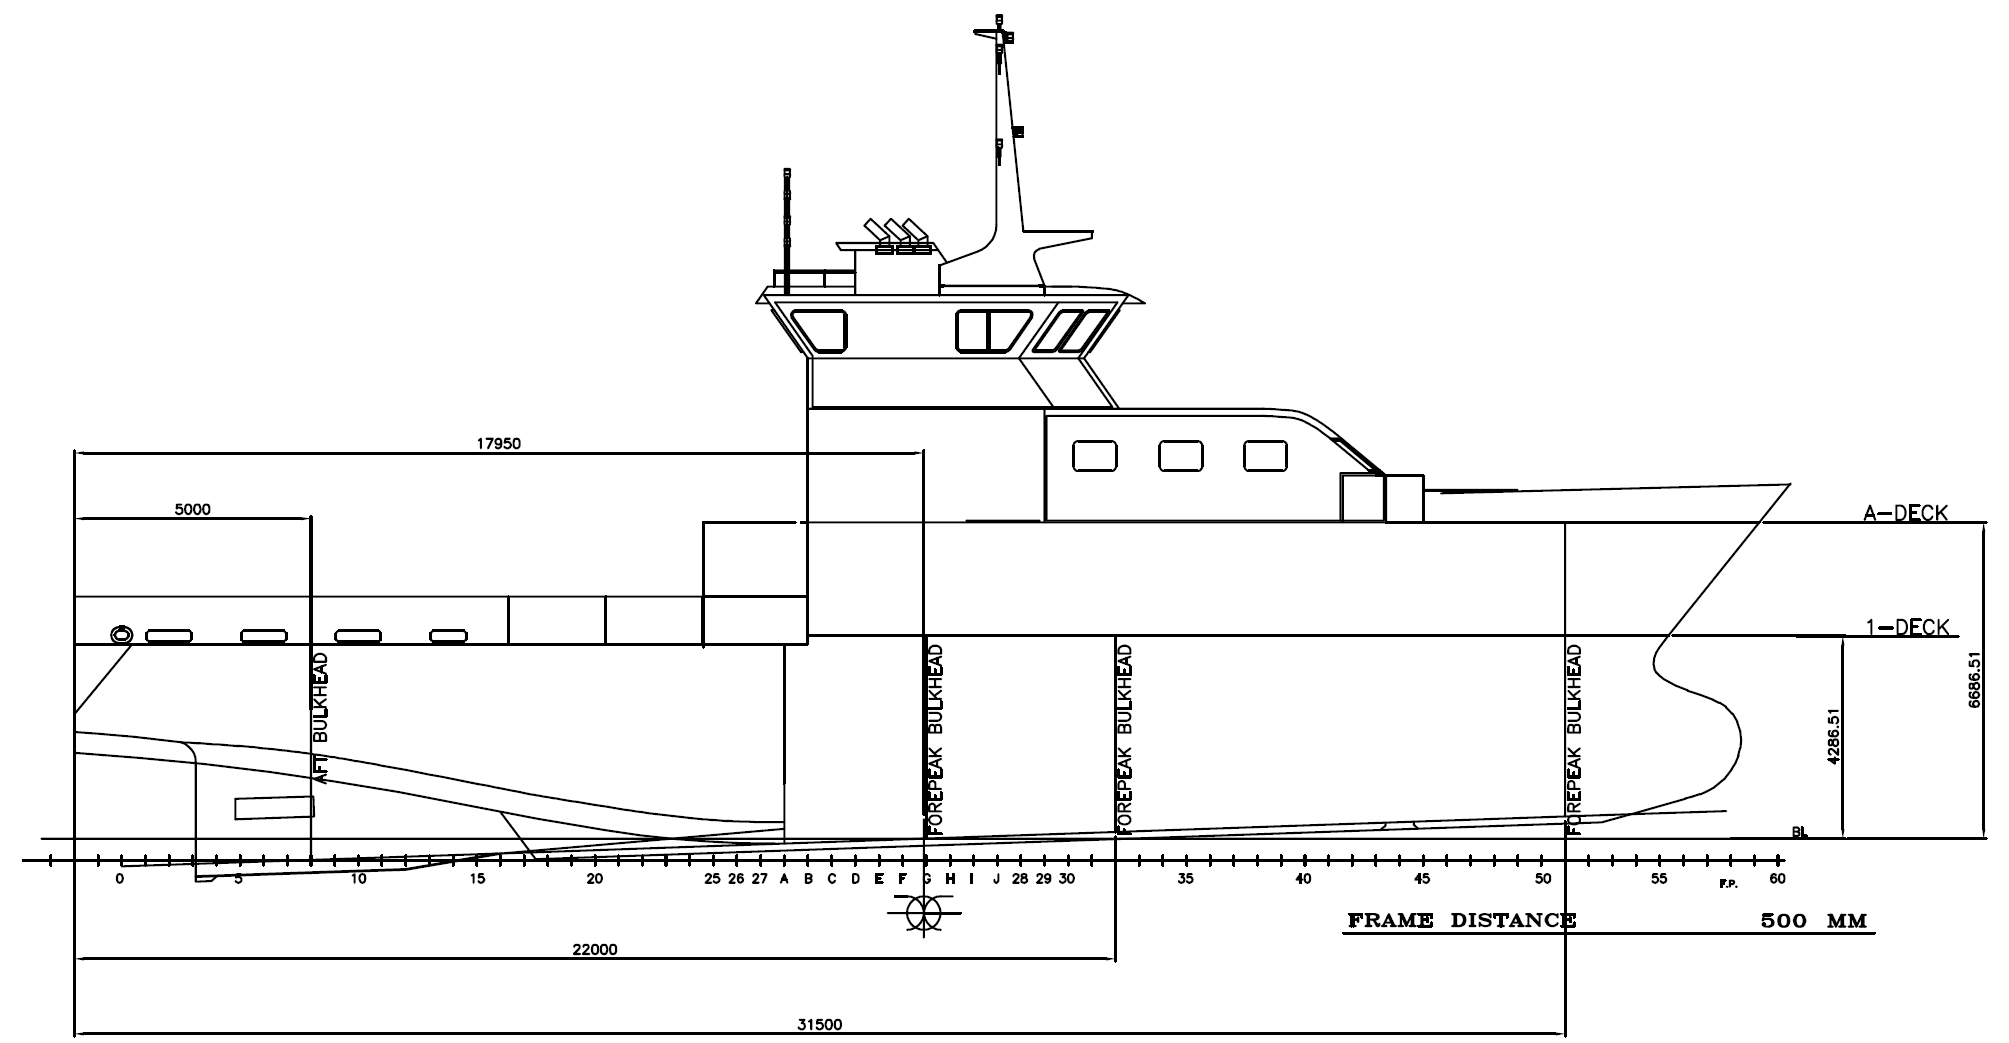 17950
5000
A-DECK
1-DECK
6686.51
4286.51
AFT BULKHEAD
FOREPEAK BULKHEAD
FOREPEAK BULKHEAD
FOREPEAK BULKHEAD
BL
0 5 10 15 20 25 26 27 A B C D E F G H I J 28 29 30 35 40 45 50 55 60
F.P.
FRAME DISTANCE 500 MM
22000
31500